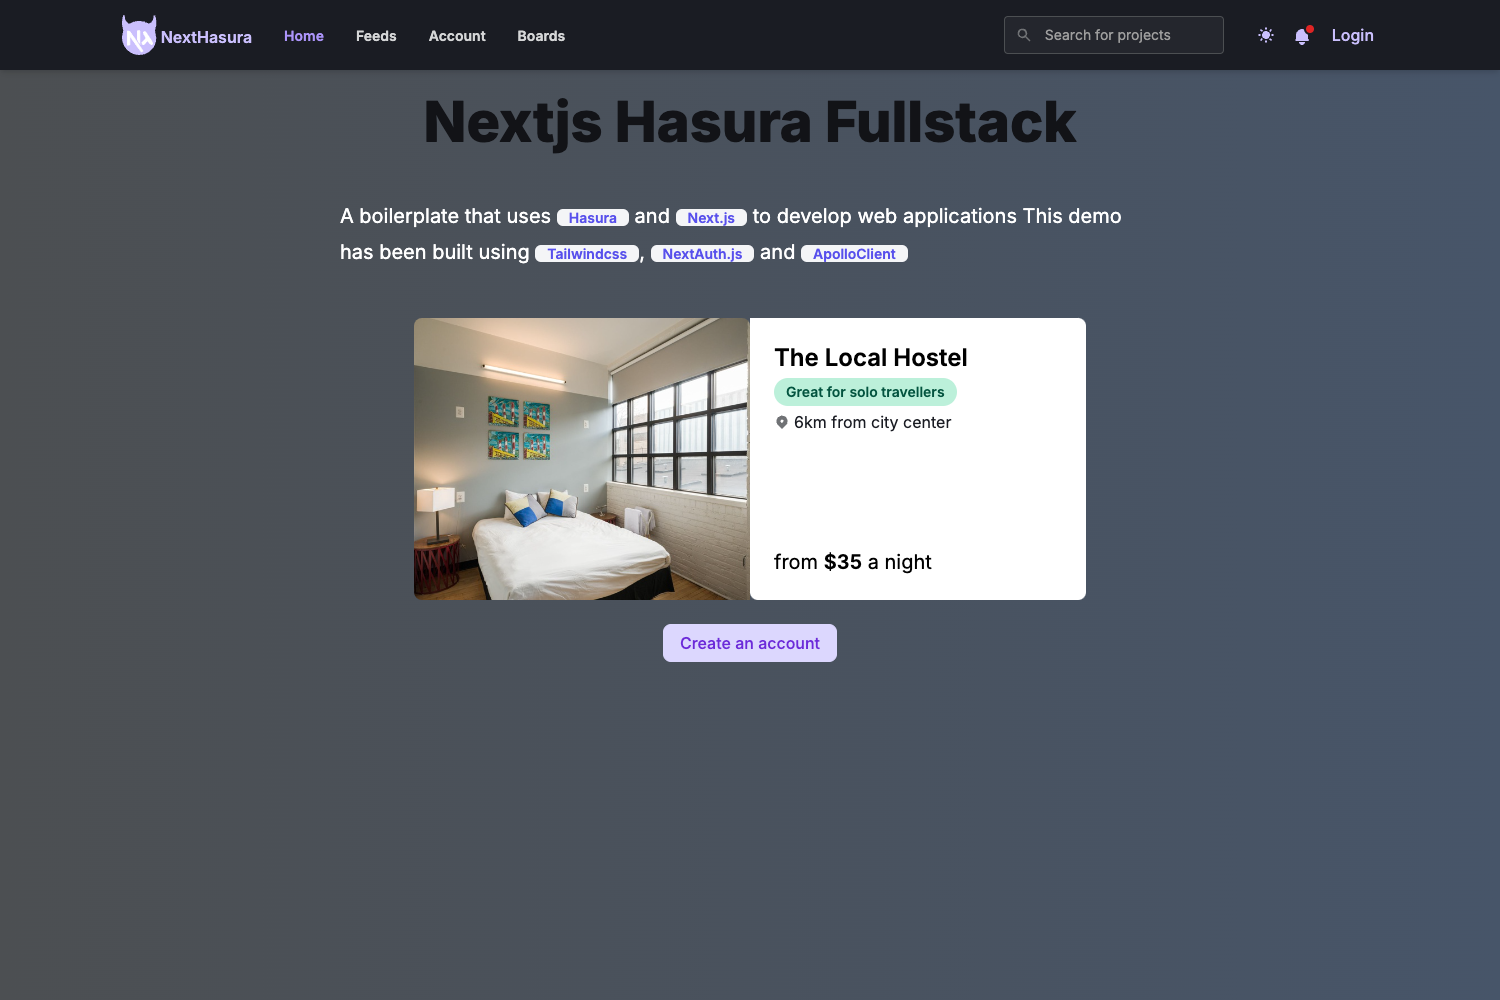 NextHasura Home Feeds Account Boards Search for projects Login
Nextjs Hasura Fullstack
A boilerplate that uses Hasura and Next.js to develop web applications This demo
has been built using Tailwindcss, NextAuth.js and ApolloClient
The Local Hostel
Great for solo travellers
6km from city center
from $35 a night
Create an account